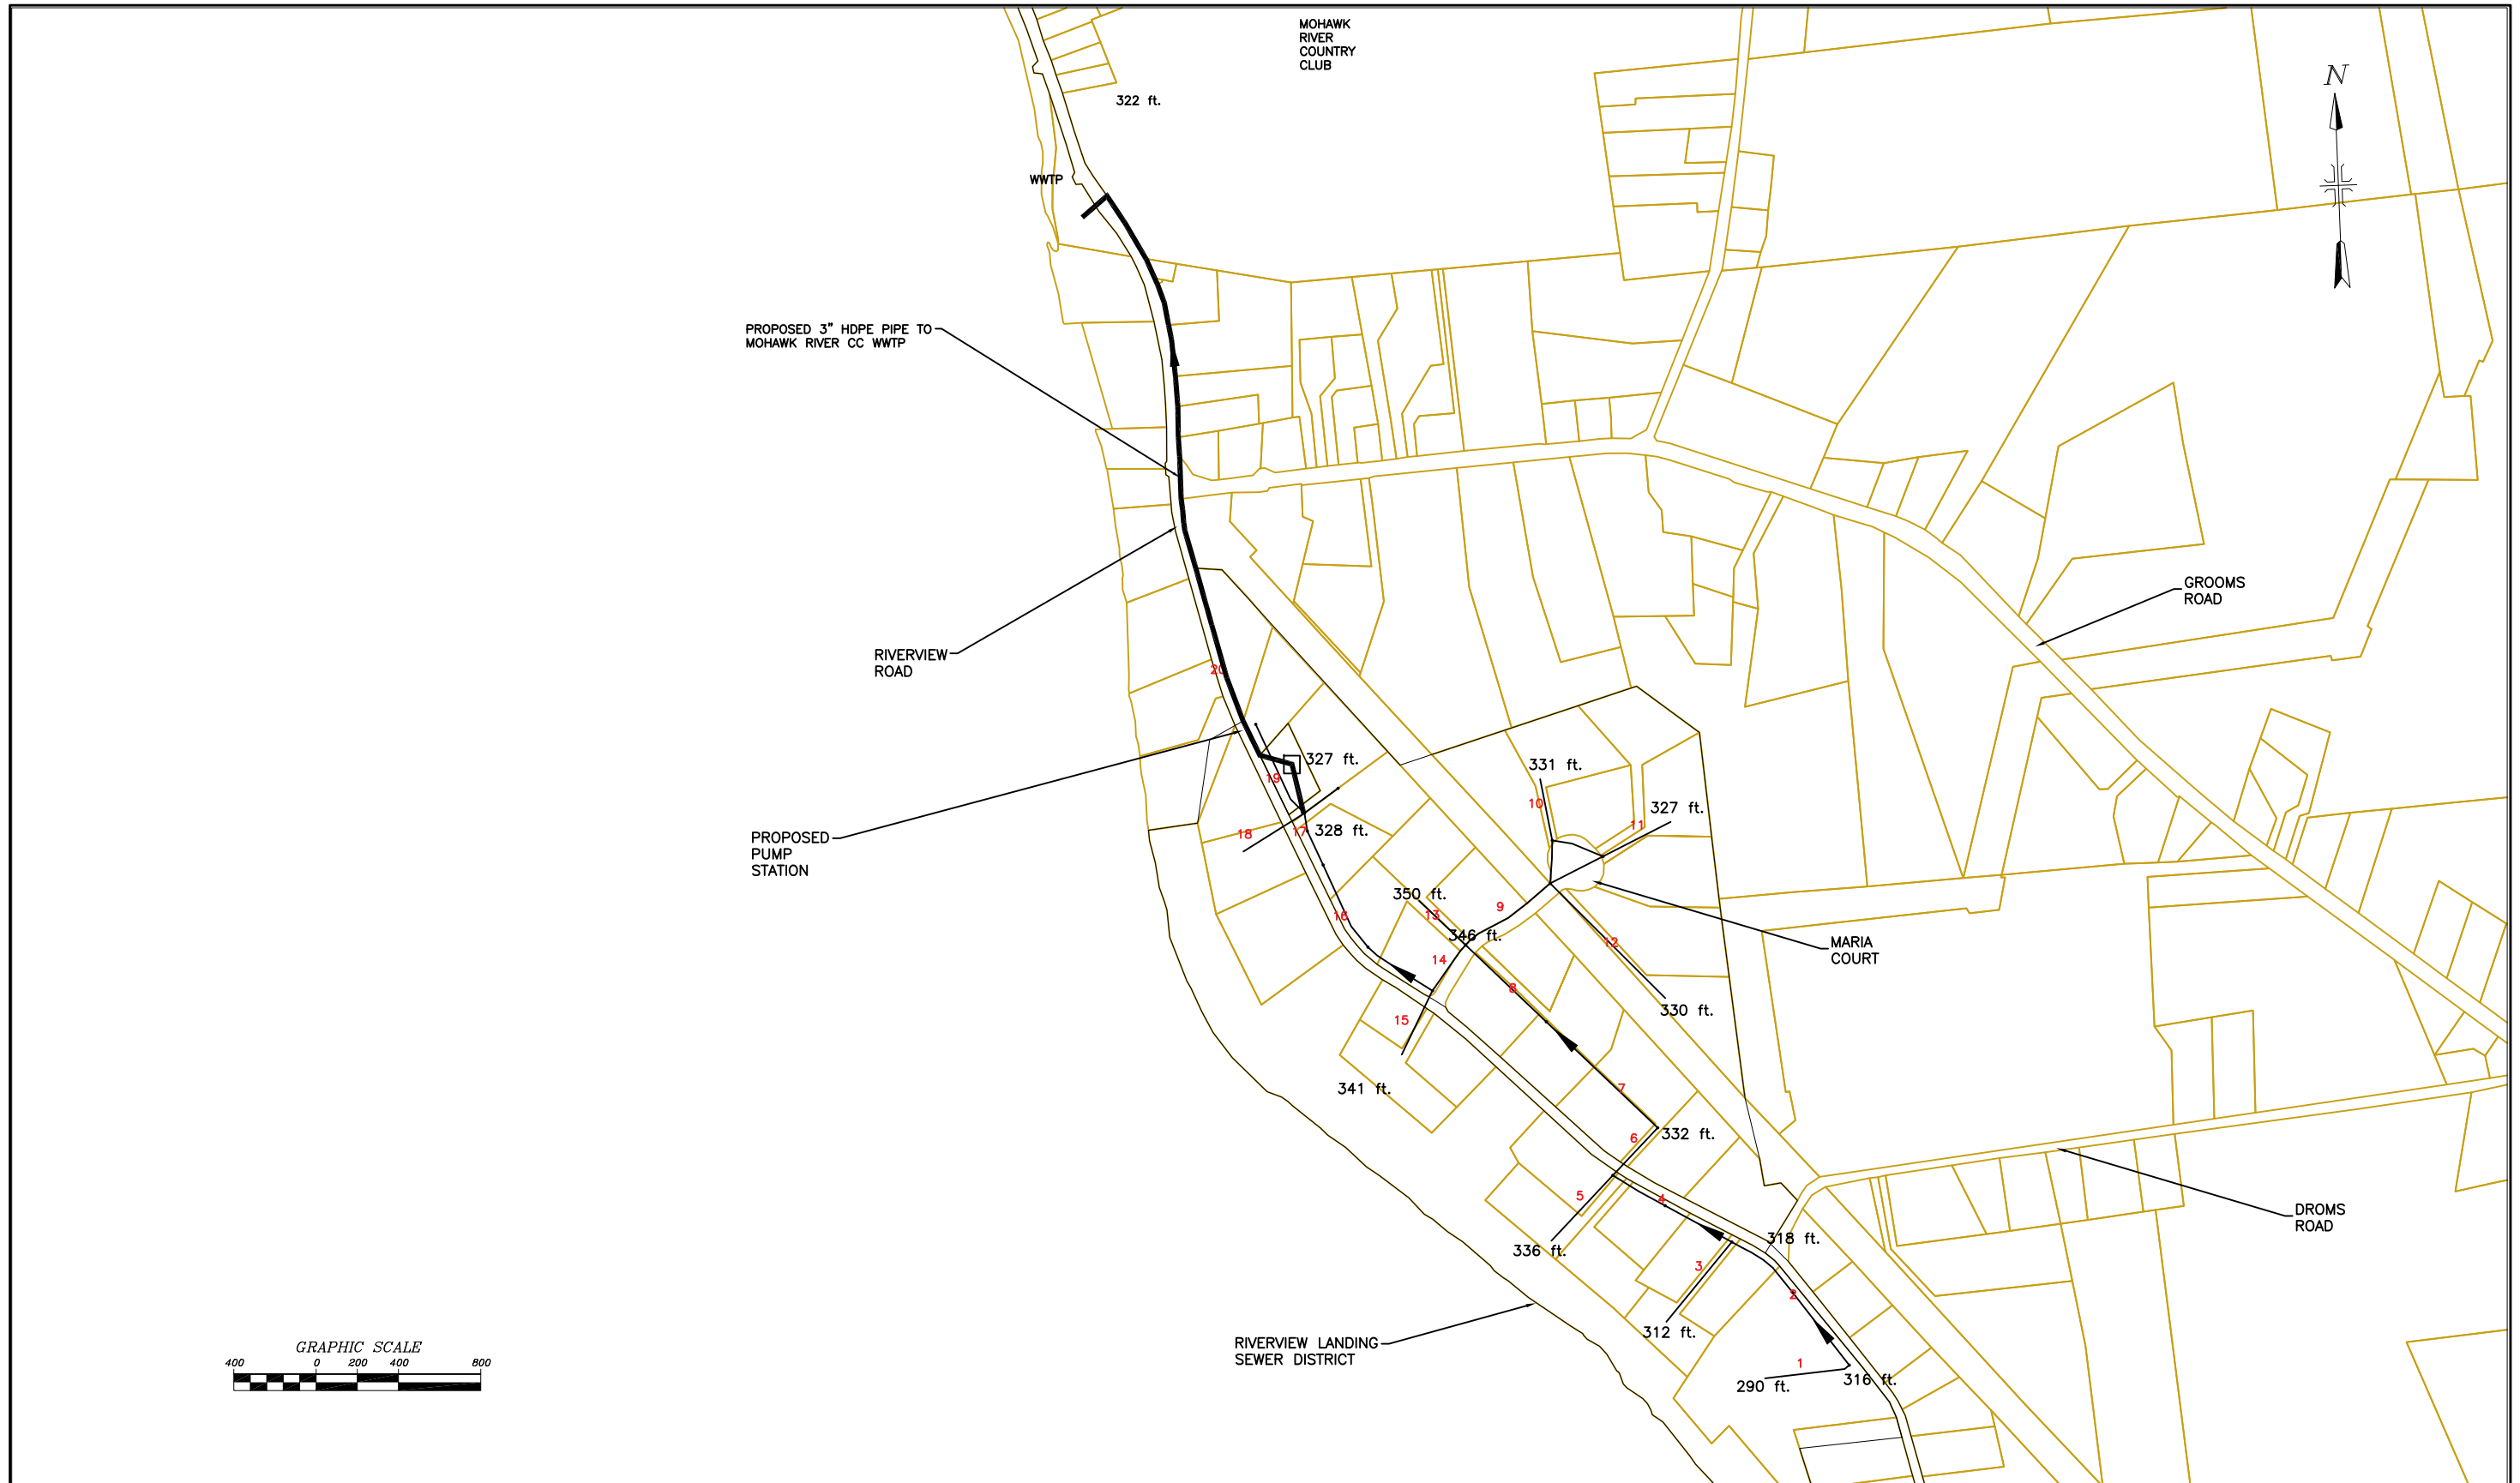 MOHAWK
RIVER
COUNTRY
CLUB
N
322 ft.
WWTP
PROPOSED 3" HDPE PIPE TO
MOHAWK RIVER CC WWTP
GROOMS
ROAD
RIVERVIEW
ROAD
20
327 ft.
19
331 ft.
10
327 ft.
11
PROPOSED
PUMP
STATION
18
17
328 ft.
350 ft.
13
16
9
346 ft.
12
MARIA
COURT
14
8
330 ft.
15
341 ft.
7
6
332 ft.
5
4
DROMS
ROAD
336 ft.
318 ft.
3
2
312 ft.
RIVERVIEW LANDING
SEWER DISTRICT
1
290 ft.
316 ft.
GRAPHIC SCALE
400 0 200 400 800